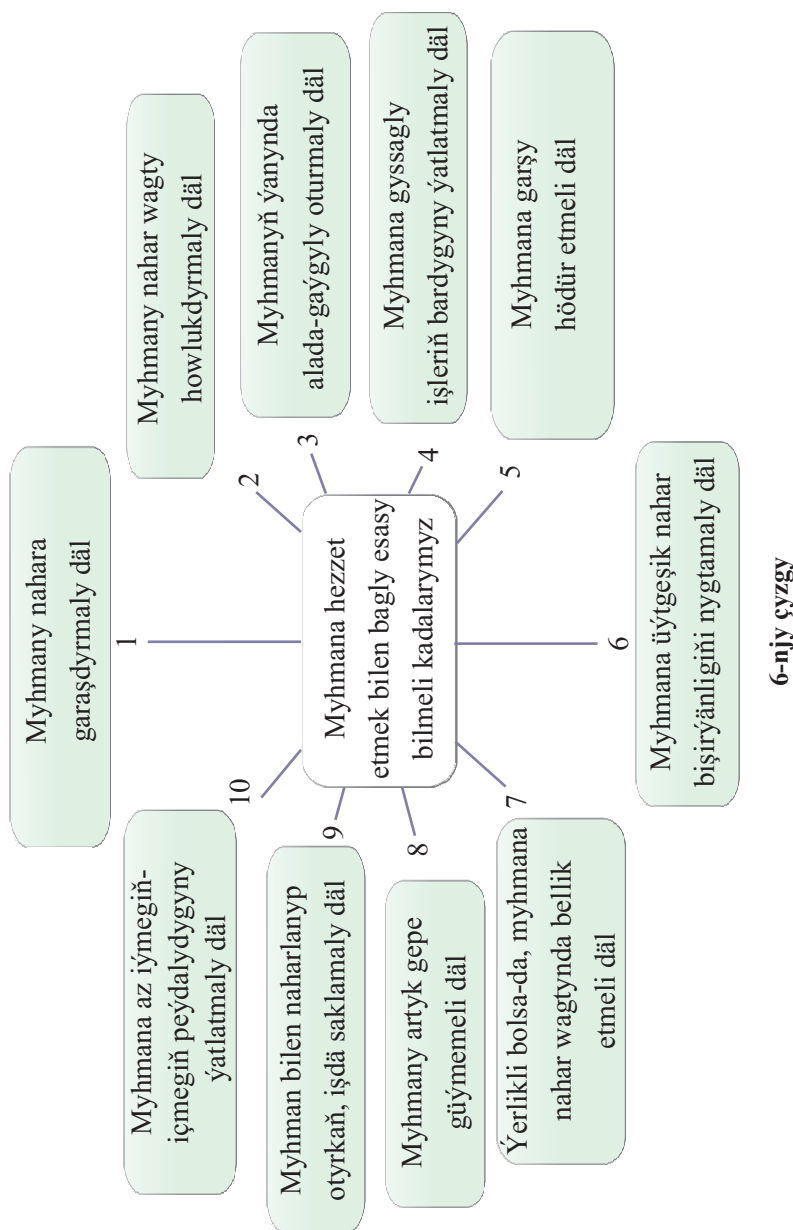 Myhmany nahara
garaşdyrmaly däl
1
Myhmany nahar wagty
howlukdyrmaly däl
2
Myhmanyň ýanynda
alada-gaýgyly oturmaly däl
3
Myhmana gyssagly
işleriň bardygyny ýatlatmaly däl
4
Myhmana garşy
hödür etmeli däl
5
Myhmana hezzet
etmek bilen bagly esasy
bilmeli kadalarymyz
6
Myhmana üýtgeşik nahar
bişirýänligiňi nygtamaly däl
7
Ýerlikli bolsa-da, myhmana
nahar wagtynda bellik
etmeli däl
8
Myhmany artyk gepe
güýmemeli däl
9
Myhman bilen naharlanyp
otyrkaň, işdä saklamaly däl
10
Myhmana az iýmegiň-
içmegiň peýdalydygyny
ýatlatmaly däl
6-njy çyzgy